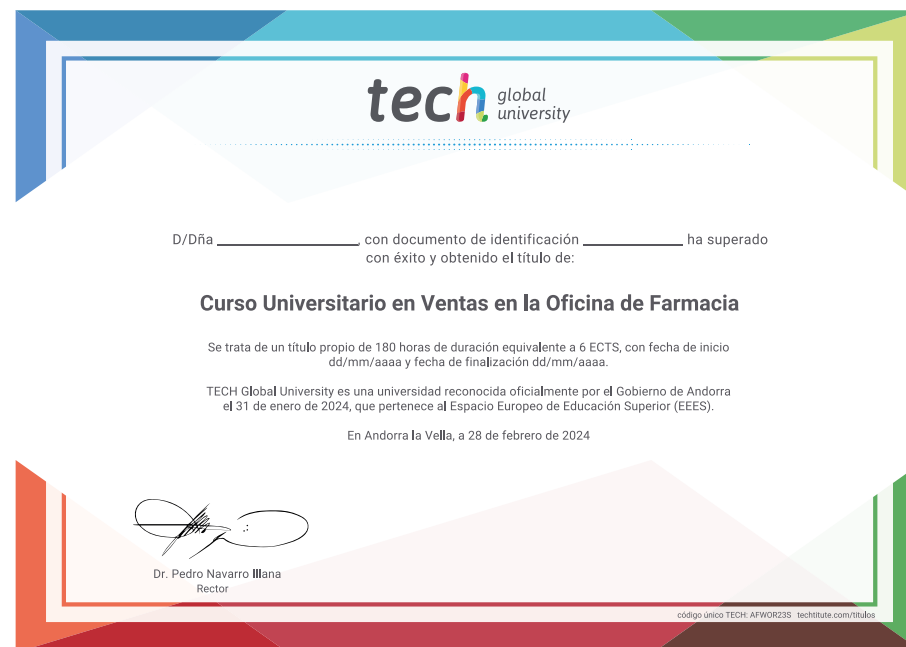 tech global
university
D/Dña ____________________, con documento de identificación ______________ ha superado
con éxito y obtenido el título de:
Curso Universitario en Ventas en la Oficina de Farmacia
Se trata de un título propio de 180 horas de duración equivalente a 6 ECTS, con fecha de inicio
dd/mm/aaaa y fecha de finalización dd/mm/aaaa.
TECH Global University es una universidad reconocida oficialmente por el Gobierno de Andorra
el 31 de enero de 2024, que pertenece al Espacio Europeo de Educación Superior (EEES).
En Andorra la Vella, a 28 de febrero de 2024
Dr. Pedro Navarro Illana
Rector
código único TECH: AFWOR23S techtitute.com/titulos